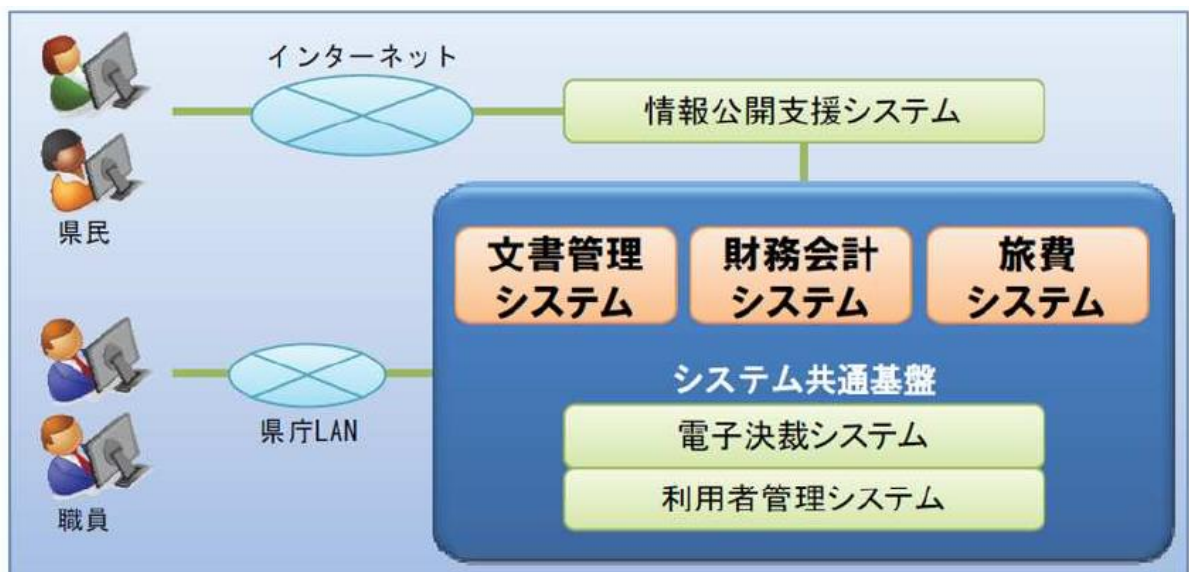 インターネット
情報公開支援システム
県民
文書管理
システム
財務会計
システム
旅費
システム
システム共通基盤
県庁LAN
電子決裁システム
利用者管理システム
職員